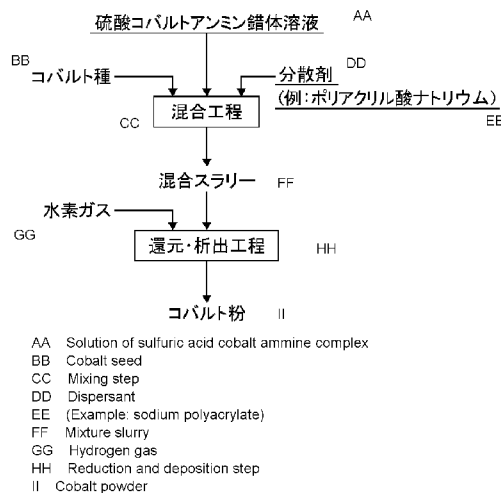 硫酸コバルトアンミン錯体溶液 AA
BB
コバルト種
分散剤 DD
(例:ポリアクリル酸ナトリウム)
EE
混合工程
CC
混合スラリー FF
水素ガス
GG
還元・析出工程 HH
コバルト粉 II
AA Solution of sulfuric acid cobalt ammine complex
BB Cobalt seed
CC Mixing step
DD Dispersant
EE (Example: sodium polyacrylate)
FF Mixture slurry
GG Hydrogen gas
HH Reduction and deposition step
II Cobalt powder